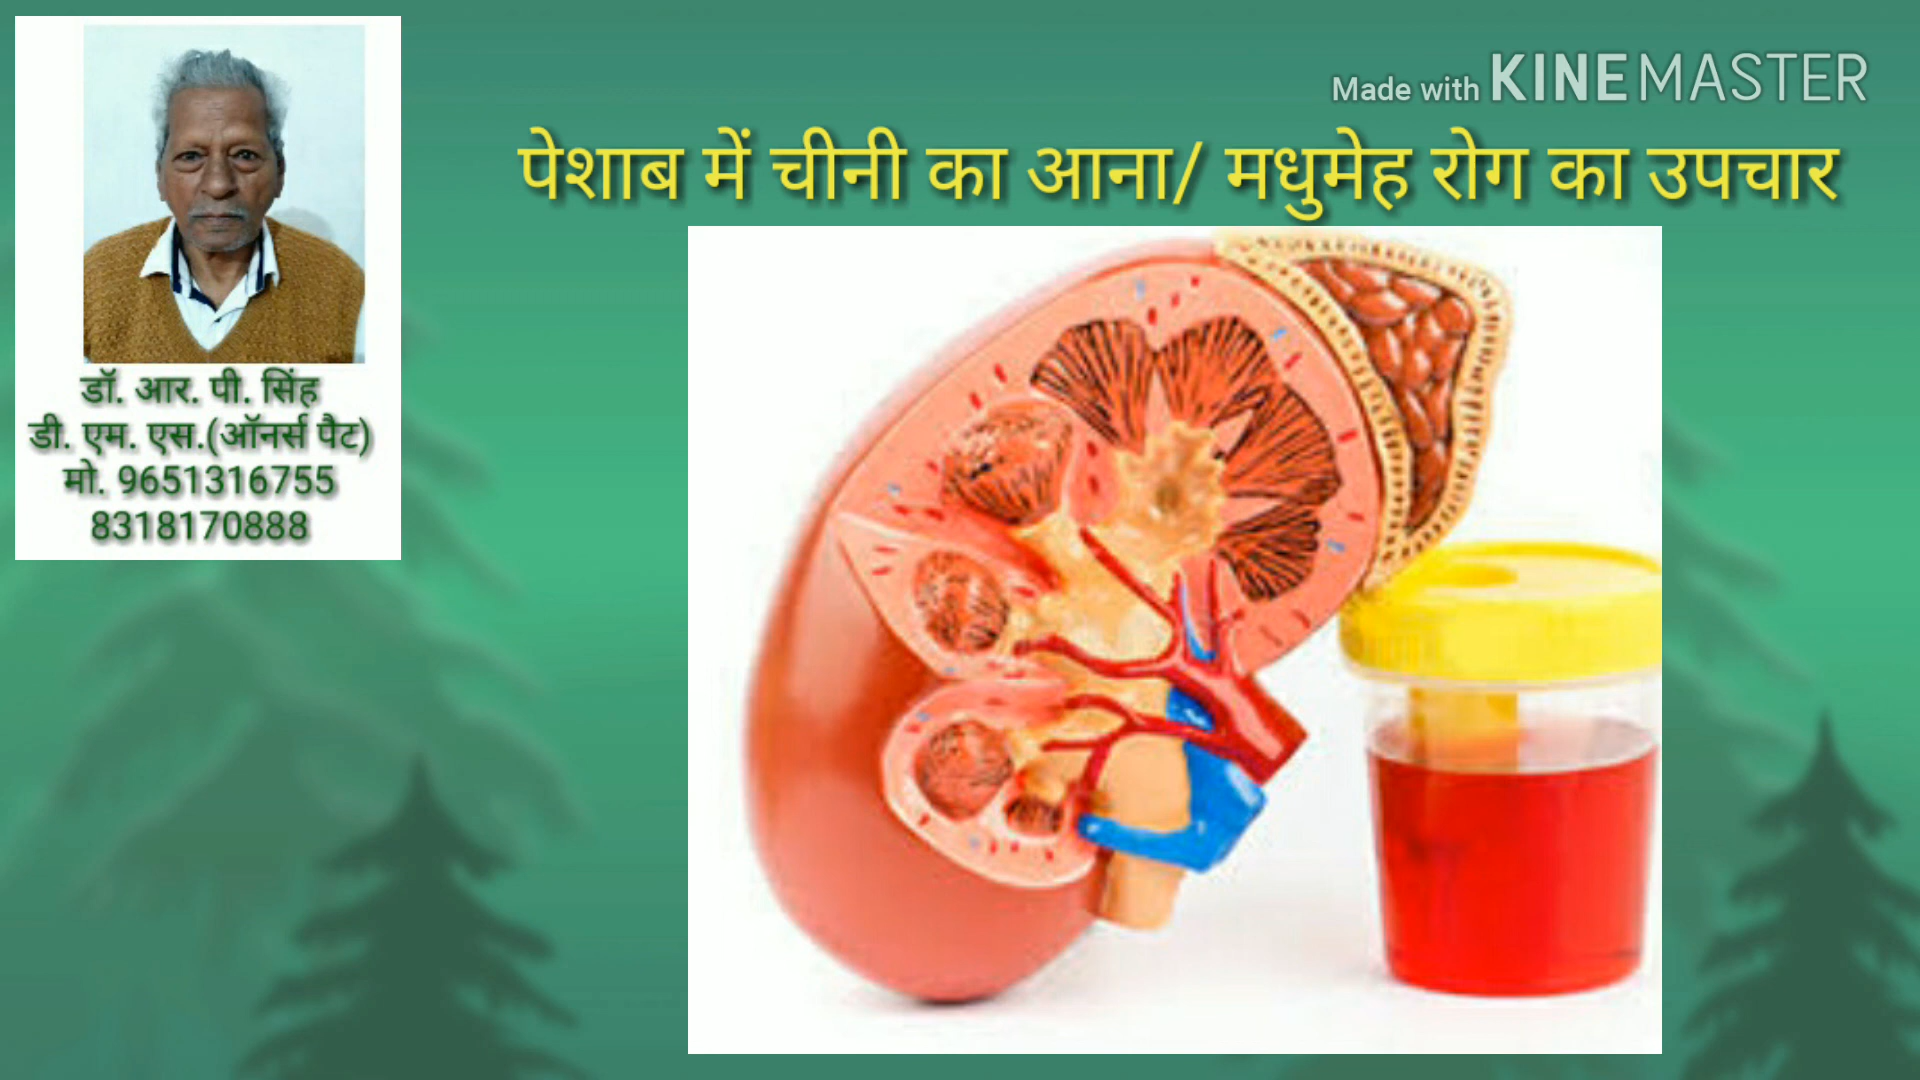 Made with KINEMASTER
पेशाब में चीनी का आना/ मधुमेह रोग का उपचार
डॉ. आर. पी. सिंह
डी. एम. एस.(ऑनर्स पैट)
मो. 9651316755
8318170888